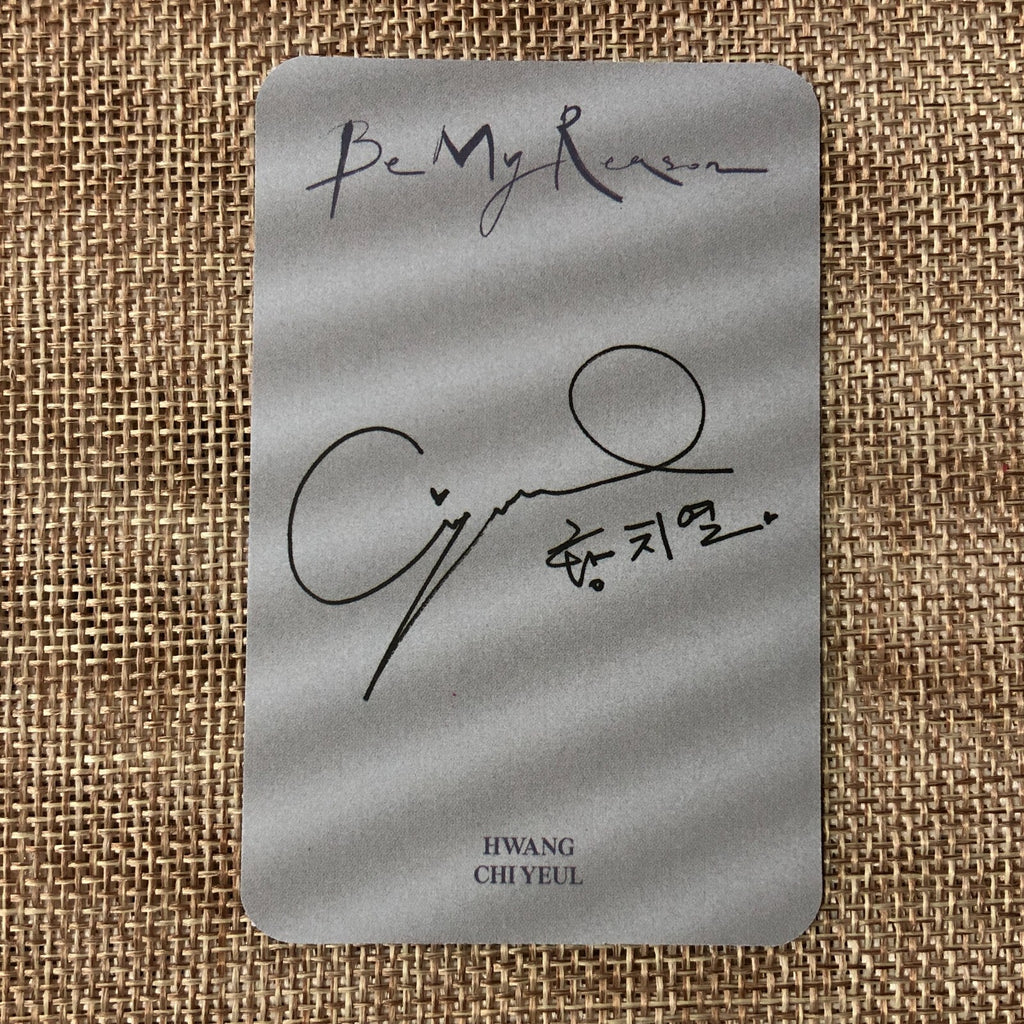 Be My Reason
황치열
HWANG
CHI YEUL